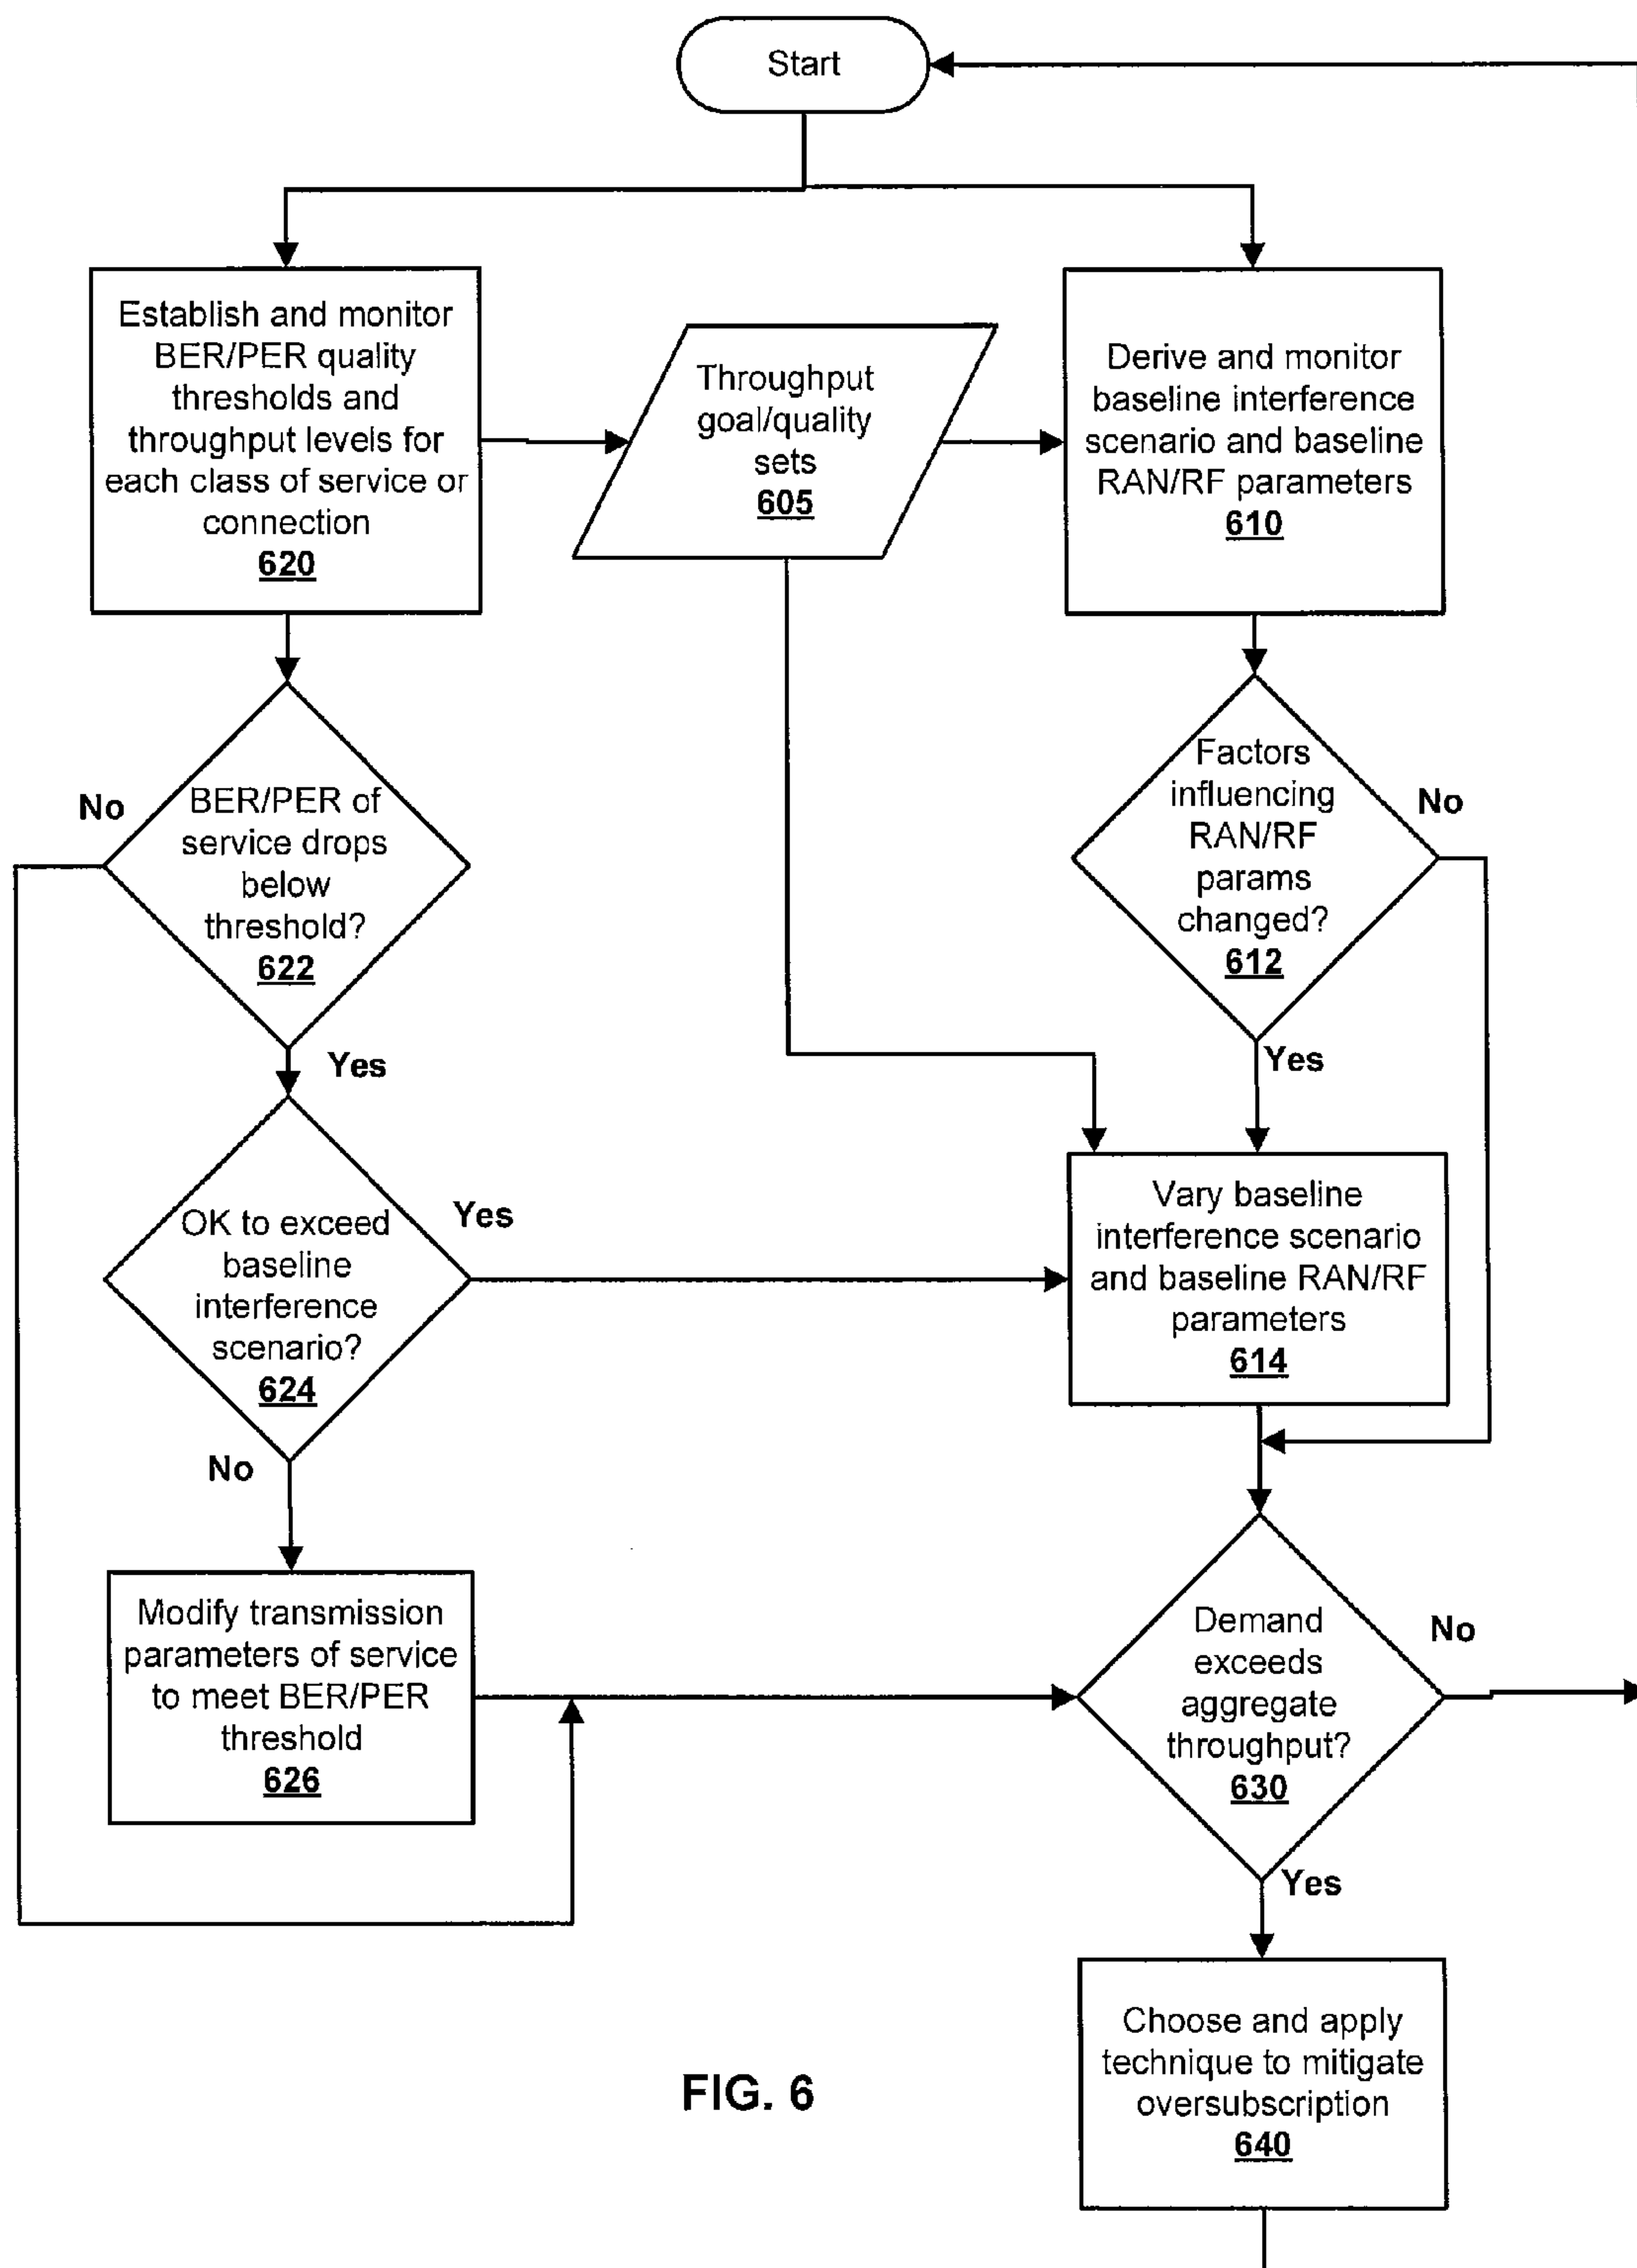 Start
Establish and monitor
BER/PER quality
thresholds and
throughput levels for
each class of service or
connection
620
Throughput
goal/quality
sets
605
Derive and monitor
baseline interference
scenario and baseline
RAN/RF parameters
610
No
BER/PER of
service drops
below
threshold?
622
Yes
Factors
influencing
RAN/RF
params
changed?
612
No
Yes
OK to exceed
baseline
interference
scenario?
624
Yes
No
Vary baseline
interference scenario
and baseline RAN/RF
parameters
614
Modify transmission
parameters of service
to meet BER/PER
threshold
626
Demand
exceeds
aggregate
throughput?
630
No
Yes
Choose and apply
technique to mitigate
oversubscription
640
FIG. 6